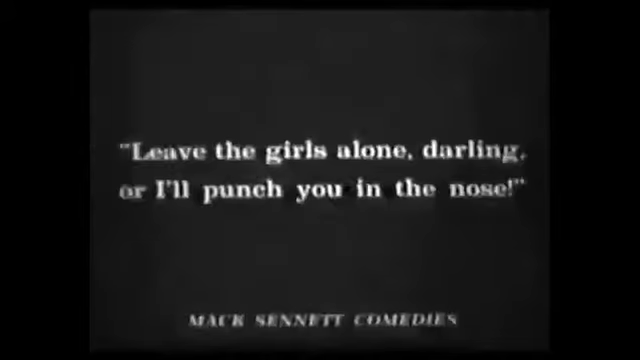 "Leave the girls alone, darling,
or I'll punch you in the nose!"
MACK SENNETT COMEDIES